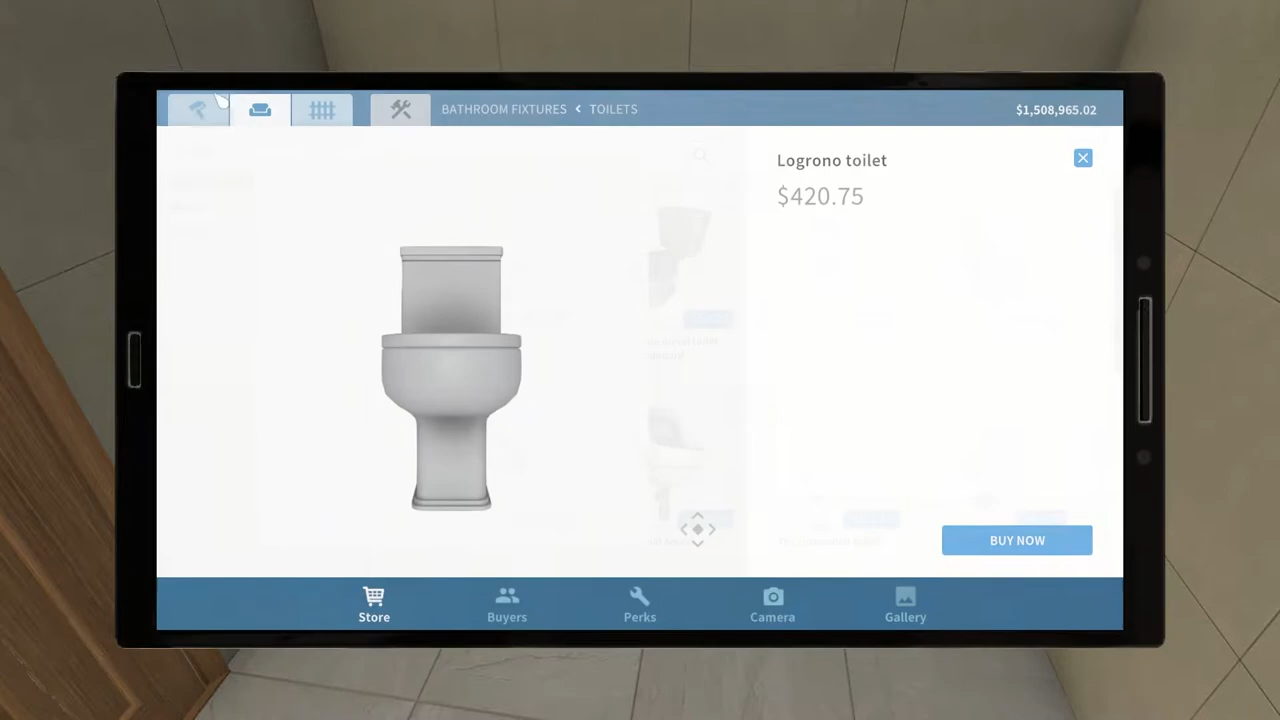 BATHROOM FIXTURES < TOILETS
$1,508,965.02
Logrono toilet
$420.75
BUY NOW
Store
Buyers
Perks
Camera
Gallery